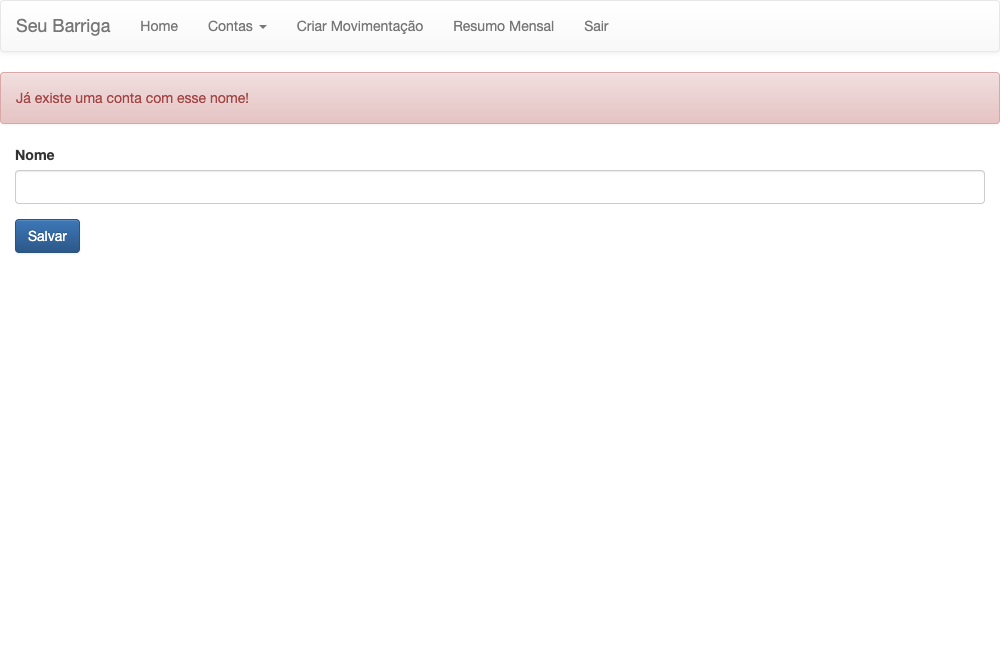 Seu Barriga Home Contas Criar Movimentação Resumo Mensal Sair
Já existe uma conta com esse nome!
Nome
Salvar